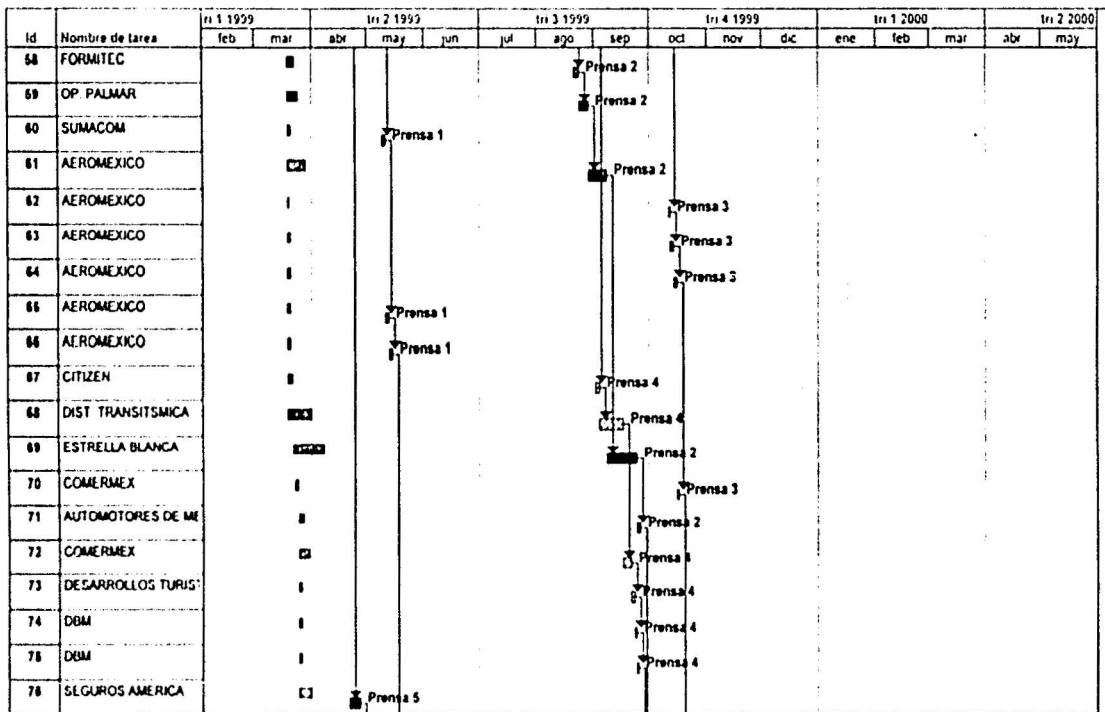 tri 1 1999 tri 2 1999 tri 3 1999 tri 4 1999 tri 1 2000 tri 2 2000
Id Nombre de tarea feb mar abr may jun jul ago sep oct nov dic ene feb mar abr may
58 FORMITEC Prensa 2
59 OP. PALMAR Prensa 2
60 SUMACOM Prensa 1
61 AEROMEXICO Prensa 2
62 AEROMEXICO Prensa 3
63 AEROMEXICO Prensa 3
64 AEROMEXICO Prensa
65 AEROMEXICO Prensa 1
66 AEROMEXICO Prensa 1
67 CITIZEN Prensa 4
68 DIST TRANSITSMICA Prensa 4
69 ESTRELLA BLANCA Prensa 2
70 COMERMEX Prensa 3
71 AUTOMOTORES DE ME Prensa 2
72 COMERMEX Prensa 4
73 DESARROLLOS TURIST Prensa 4
74 DBM Prensa 4
75 DBM Prensa 4
76 SEGUROS AMERICA Prensa 5